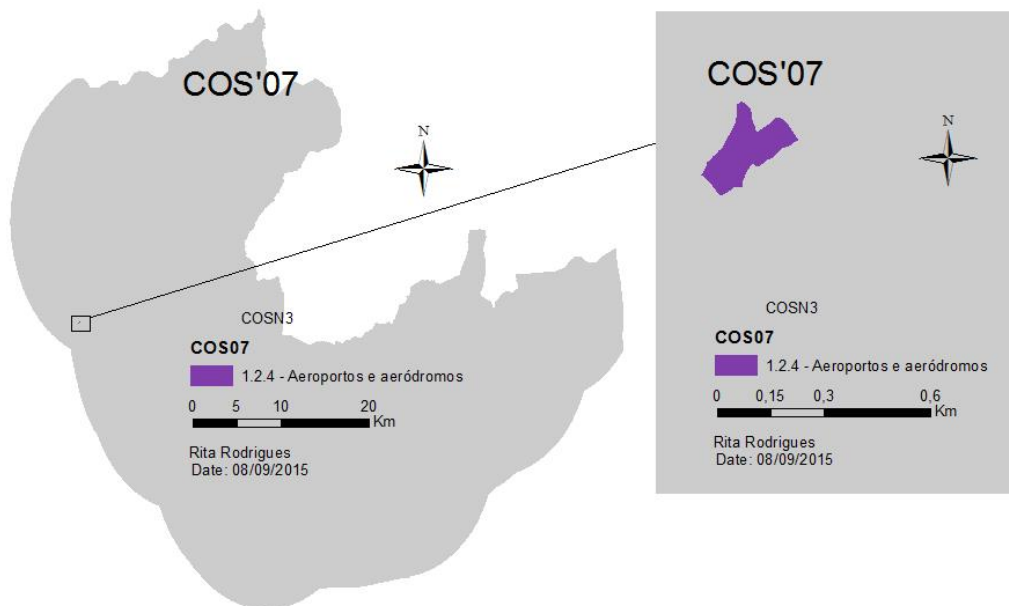 COS'07
N
COSN3
COS07
1.2.4 - Aeroportos e aeródromos
0 5 10 20
Km
Rita Rodrigues
Date: 08/09/2015
COS'07
N
COSN3
COS07
1.2.4 - Aeroportos e aeródromos
0 0,15 0,3 0,6
Km
Rita Rodrigues
Date: 08/09/2015